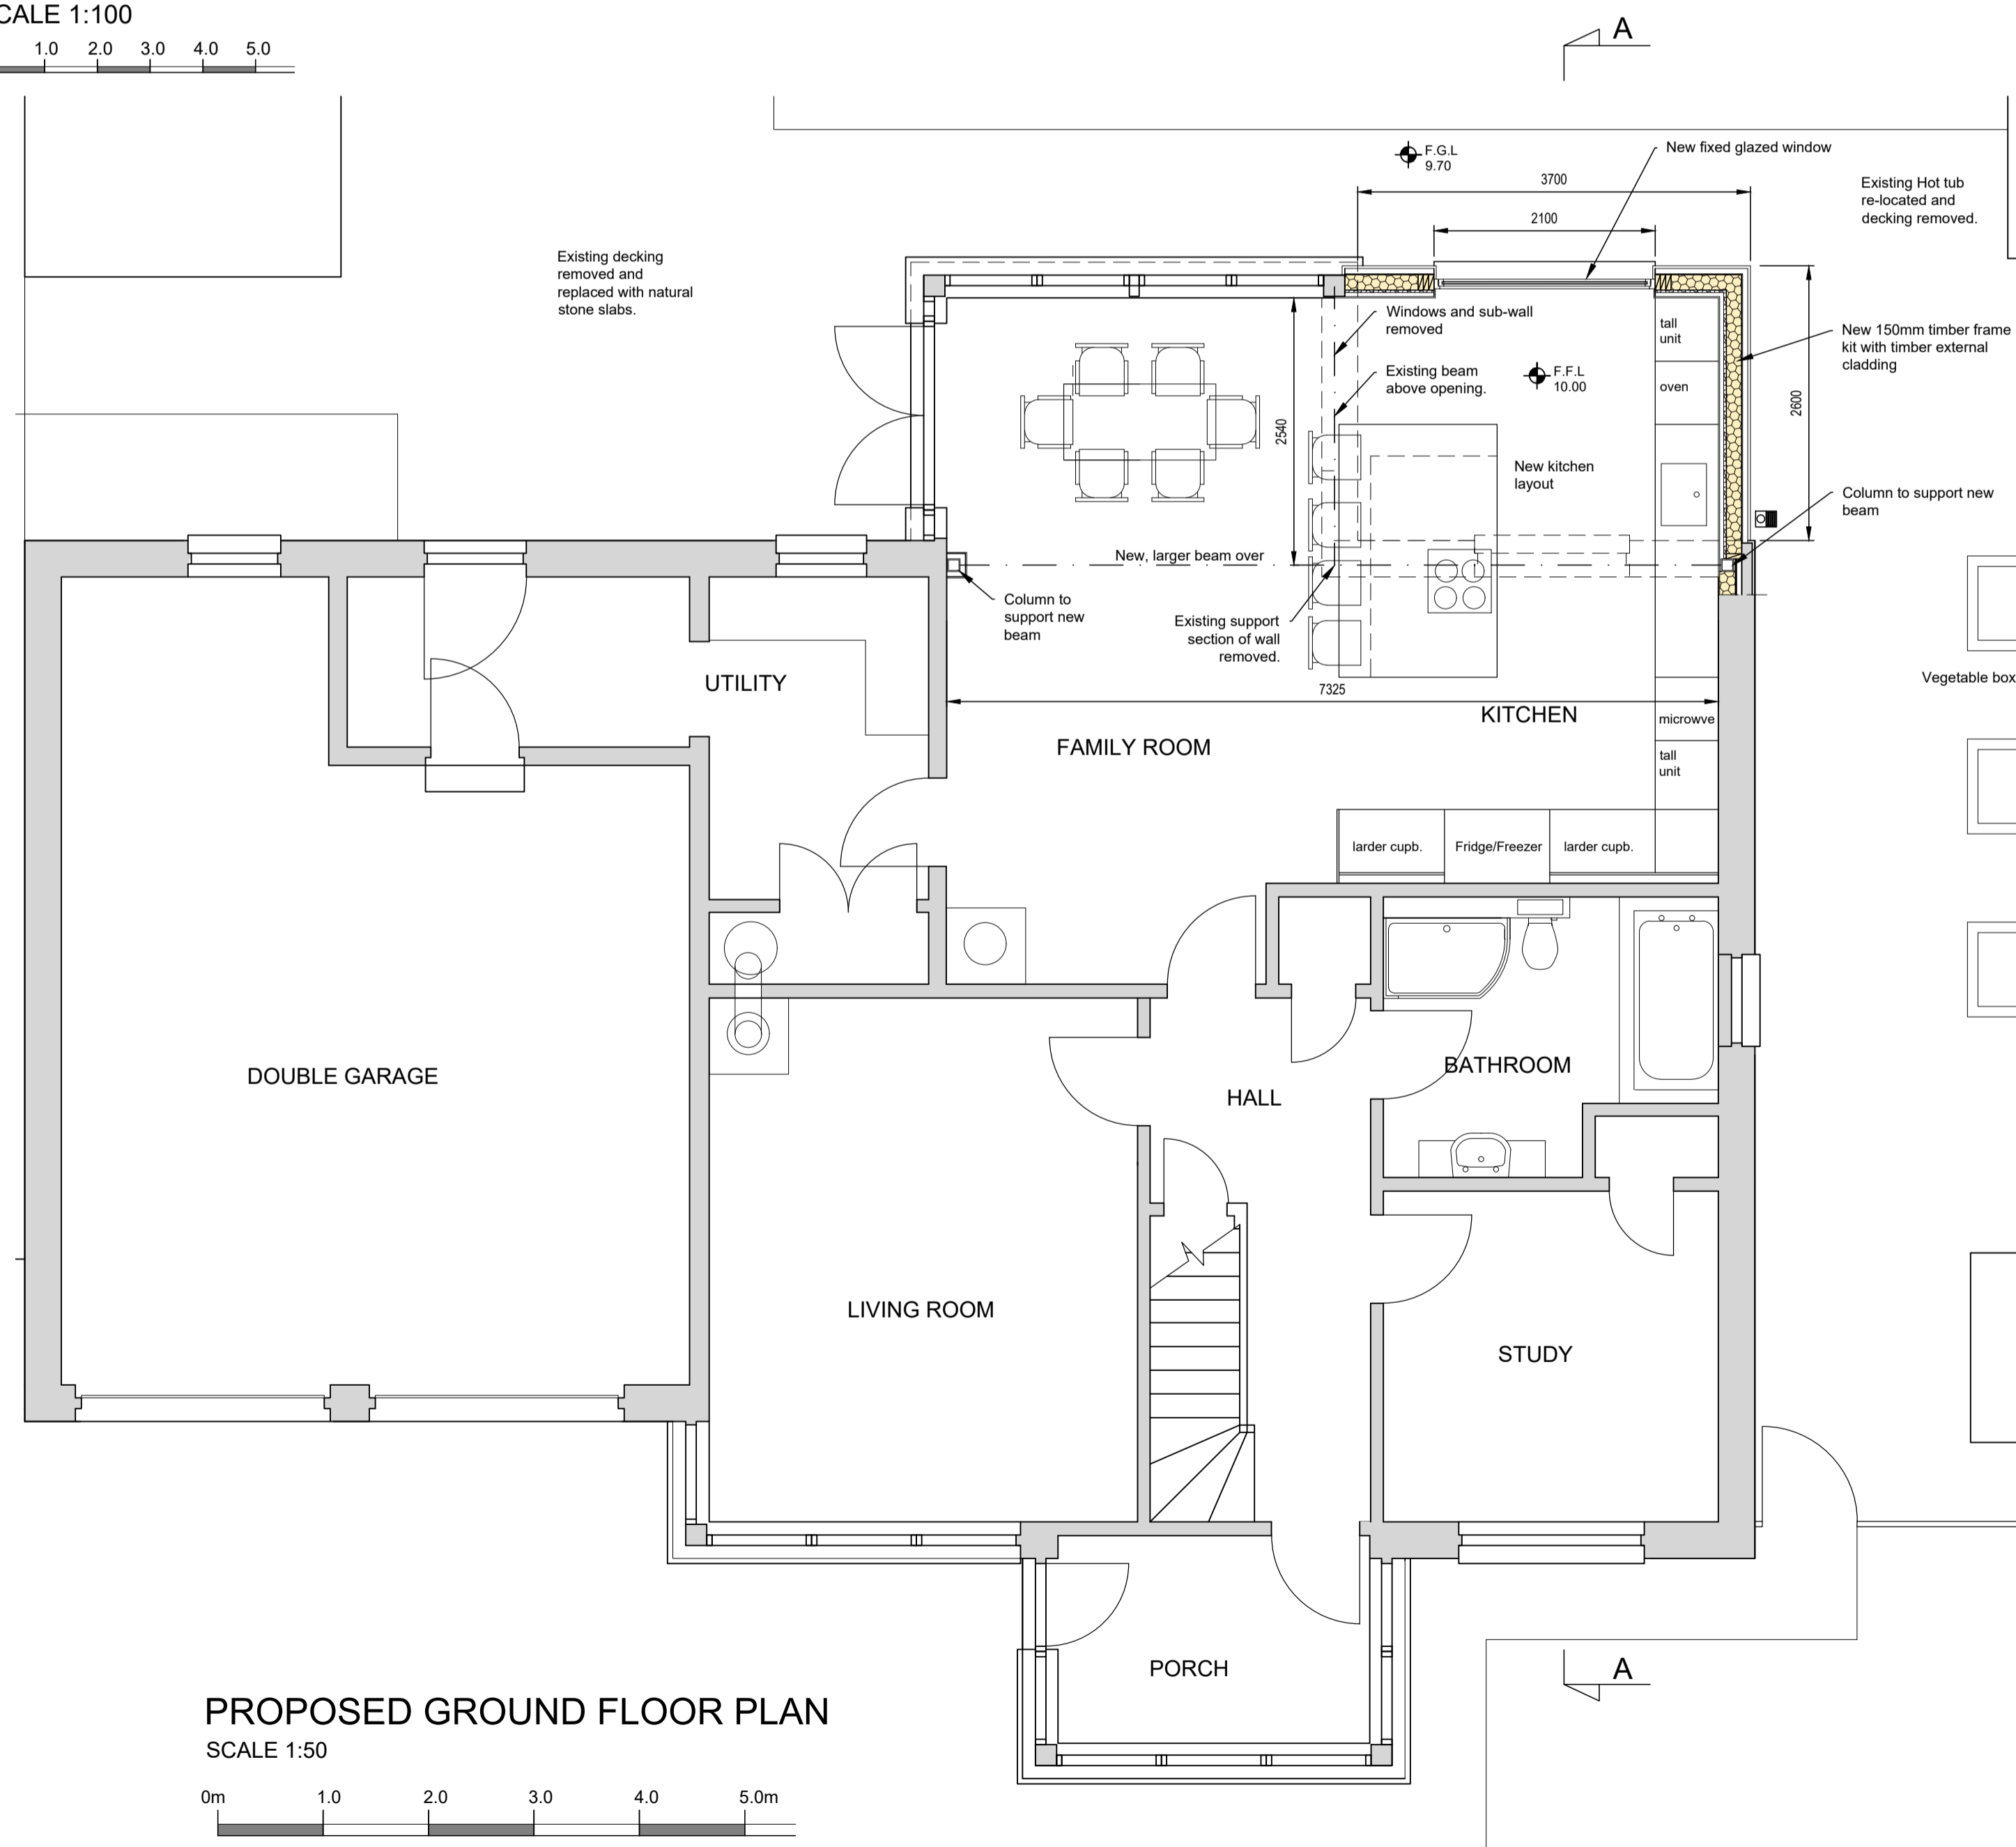 CALE 1:100
1.0 2.0 3.0 4.0 5.0
A
F.G.L
9.70
New fixed glazed window
3700
2100
Existing Hot tub
re-located and
decking removed.
Existing decking
removed and
replaced with natural
stone slabs.
Windows and sub-wall
removed
Existing beam
above opening.
F.F.L
10.00
tall
unit
oven
New 150mm timber frame
kit with timber external
cladding
2600
2540
New kitchen
layout
Column to support new
beam
New, larger beam over
Column to
support new
beam
Existing support
section of wall
removed.
UTILITY
7325
KITCHEN
FAMILY ROOM
microwve
tall
unit
Vegetable box
larder cupb.
Fridge/Freezer
larder cupb.
DOUBLE GARAGE
BATHROOM
HALL
LIVING ROOM
STUDY
PORCH
A
PROPOSED GROUND FLOOR PLAN
SCALE 1:50
0m 1.0 2.0 3.0 4.0 5.0m